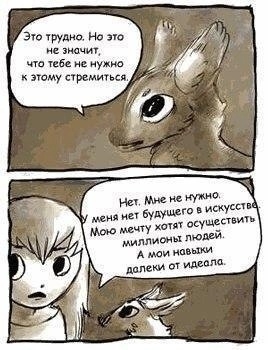 Это трудно. Но это
не значит,
что тебе не нужно
к этому стремиться.
Нет. Мне не нужно.
У меня нет будущего в искусстве.
Мою мечту хотят осуществить
миллионы людей.
А мои навыки
далеки от идеала.